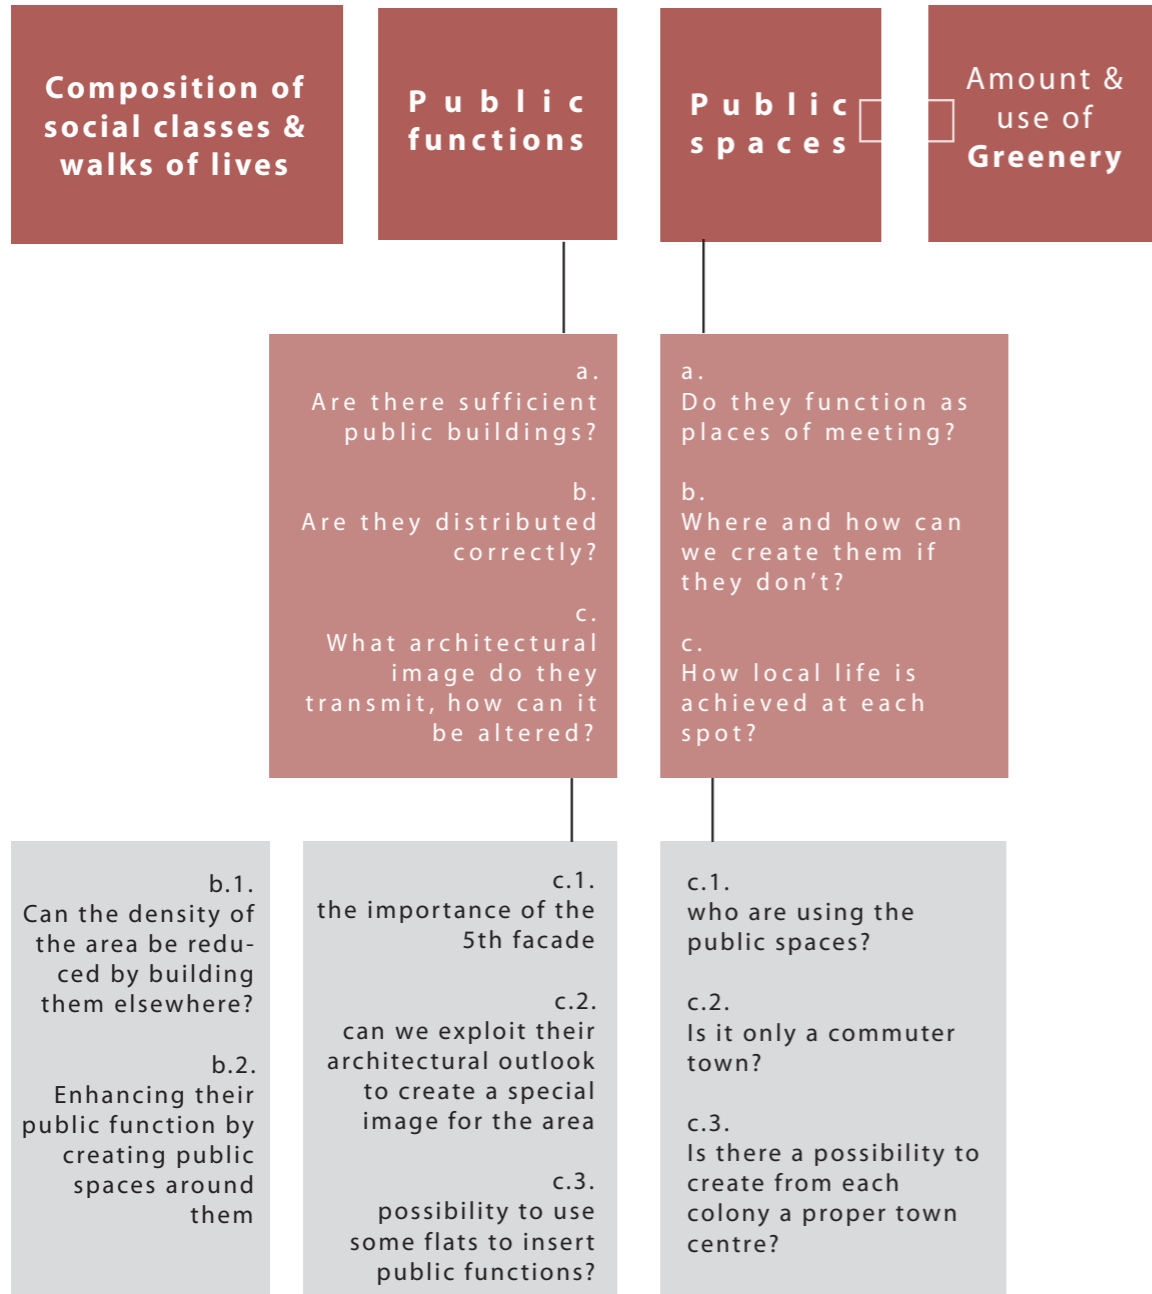 Composition of
social classes &
walks of lives
Public
functions
Public
spaces
Amount &
use of
Greenery
a.
Are there sufficient
public buildings?
b.
Are they distributed
correctly?
c.
What architectural
image do they
transmit, how can it
be altered?
a.
Do they function as
places of meeting?
b.
Where and how can
we create them if
they don't?
c.
How local life is
achieved at each
spot?
b.1.
Can the density of
the area be redu-
ced by building
them elsewhere?
b.2.
Enhancing their
public function by
creating public
spaces around
them
c.1.
the importance of the
5th facade
c.2.
can we exploit their
architectural outlook
to create a special
image for the area
c.3.
possibility to use
some flats to insert
public functions?
c.1.
who are using the
public spaces?
c.2.
Is it only a commuter
town?
c.3.
Is there a possibility to
create from each
colony a proper town
centre?